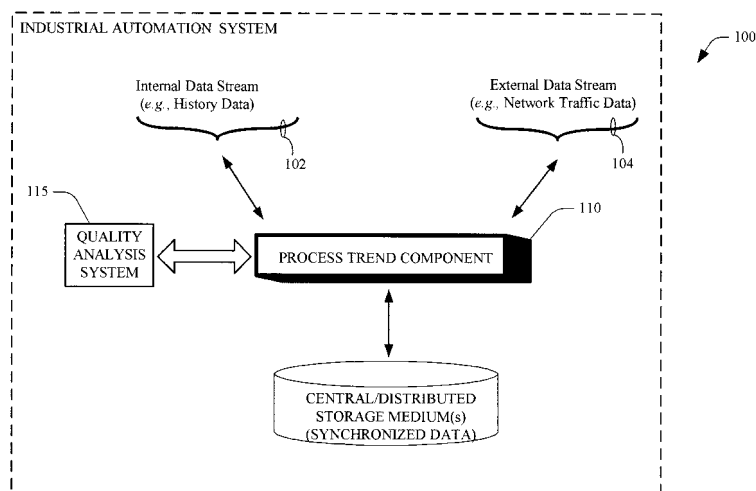 INDUSTRIAL AUTOMATION SYSTEM
100
Internal Data Stream
(e.g., History Data)
External Data Stream
(e.g., Network Traffic Data)
102
104
115
110
QUALITY
ANALYSIS
SYSTEM
PROCESS TREND COMPONENT
CENTRAL/DISTRIBUTED
STORAGE MEDIUM(s)
(SYNCHRONIZED DATA)